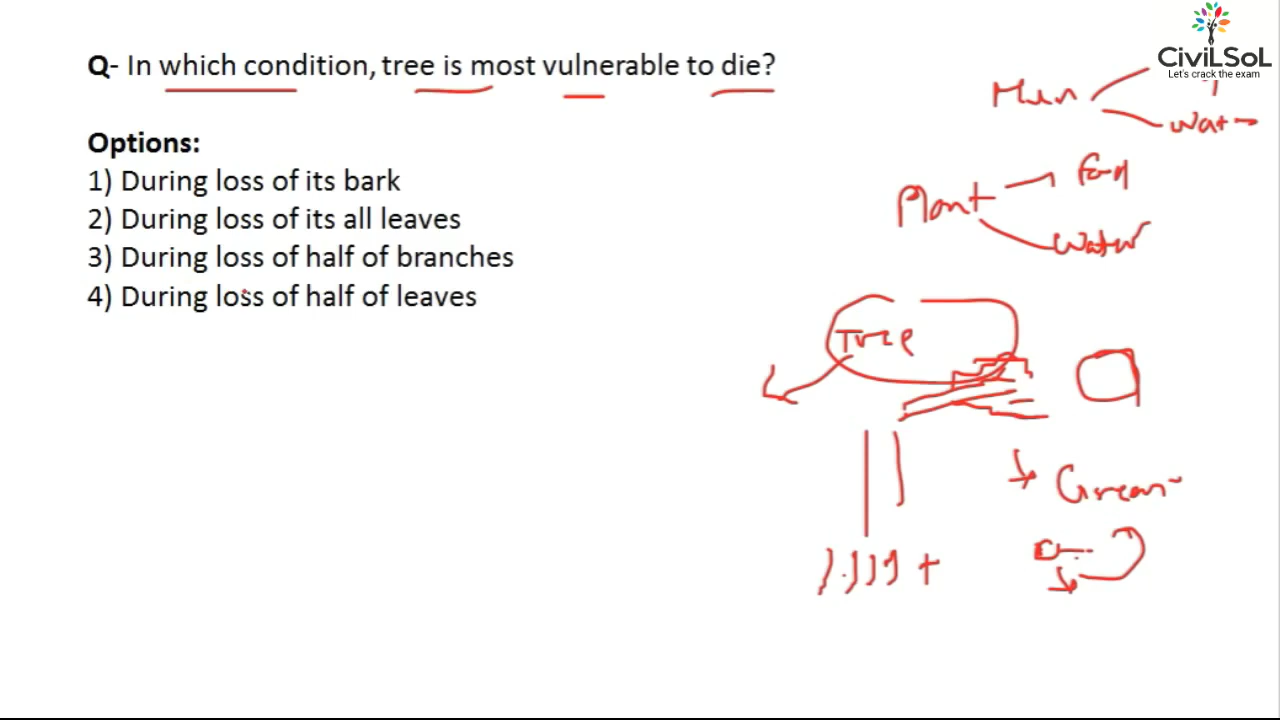 CiViLSoL
Let's crack the exam
Q- In which condition, tree is most vulnerable to die?
Options:
1) During loss of its bark
2) During loss of its all leaves
3) During loss of half of branches
4) During loss of half of leaves
Plant
Water
Tree